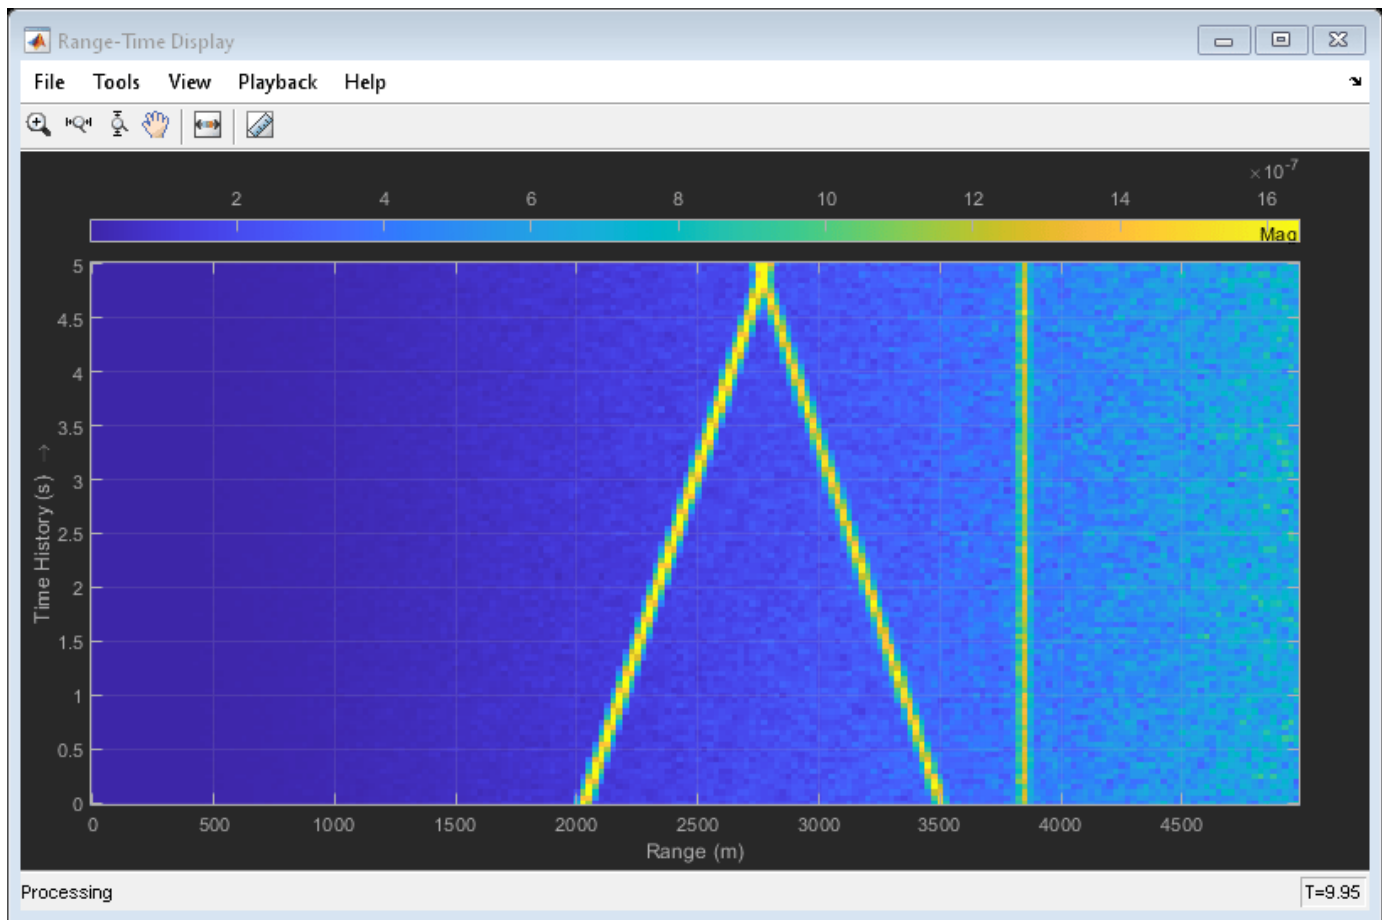 Range-Time Display
File Tools View Playback Help
×10-7
2 4 6 8 10 12 14 16
Mag
5
4.5
4
3.5
3
2.5
2
1.5
1
0.5
0
Time History (s) →
0 500 1000 1500 2000 2500 3000 3500 4000 4500
Range (m)
Processing T=9.95